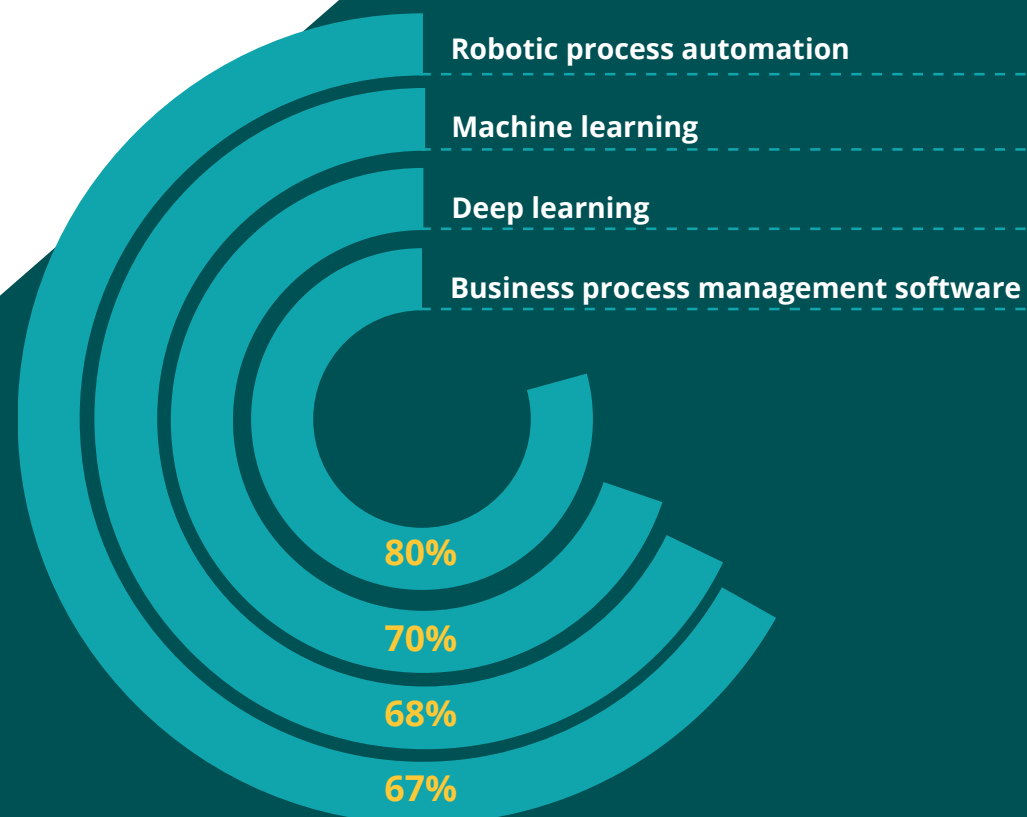 Robotic process automation
Machine learning
Deep learning
Business process management software
80%
70%
68%
67%